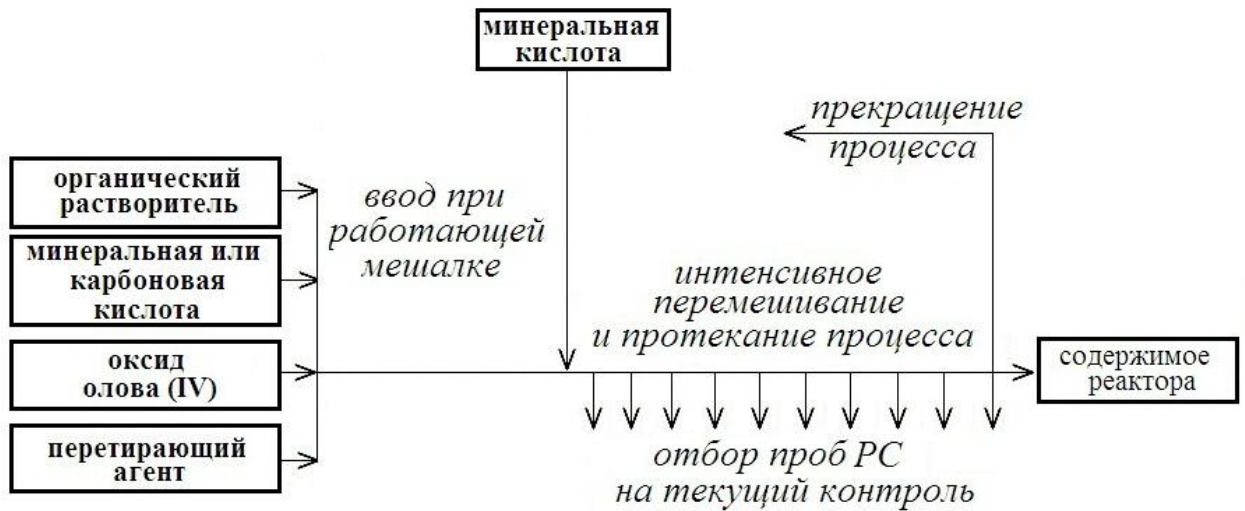 минеральная
кислота
прекращение
процесса
органический
растворитель
ввод при
работающей
мешалке
минеральная или
карбоновая
кислота
интенсивное
перемешивание
и протекание процесса
оксид
олова (IV)
содержимое
реактора
перетирающий
агент
отбор проб РС
на текущий контроль